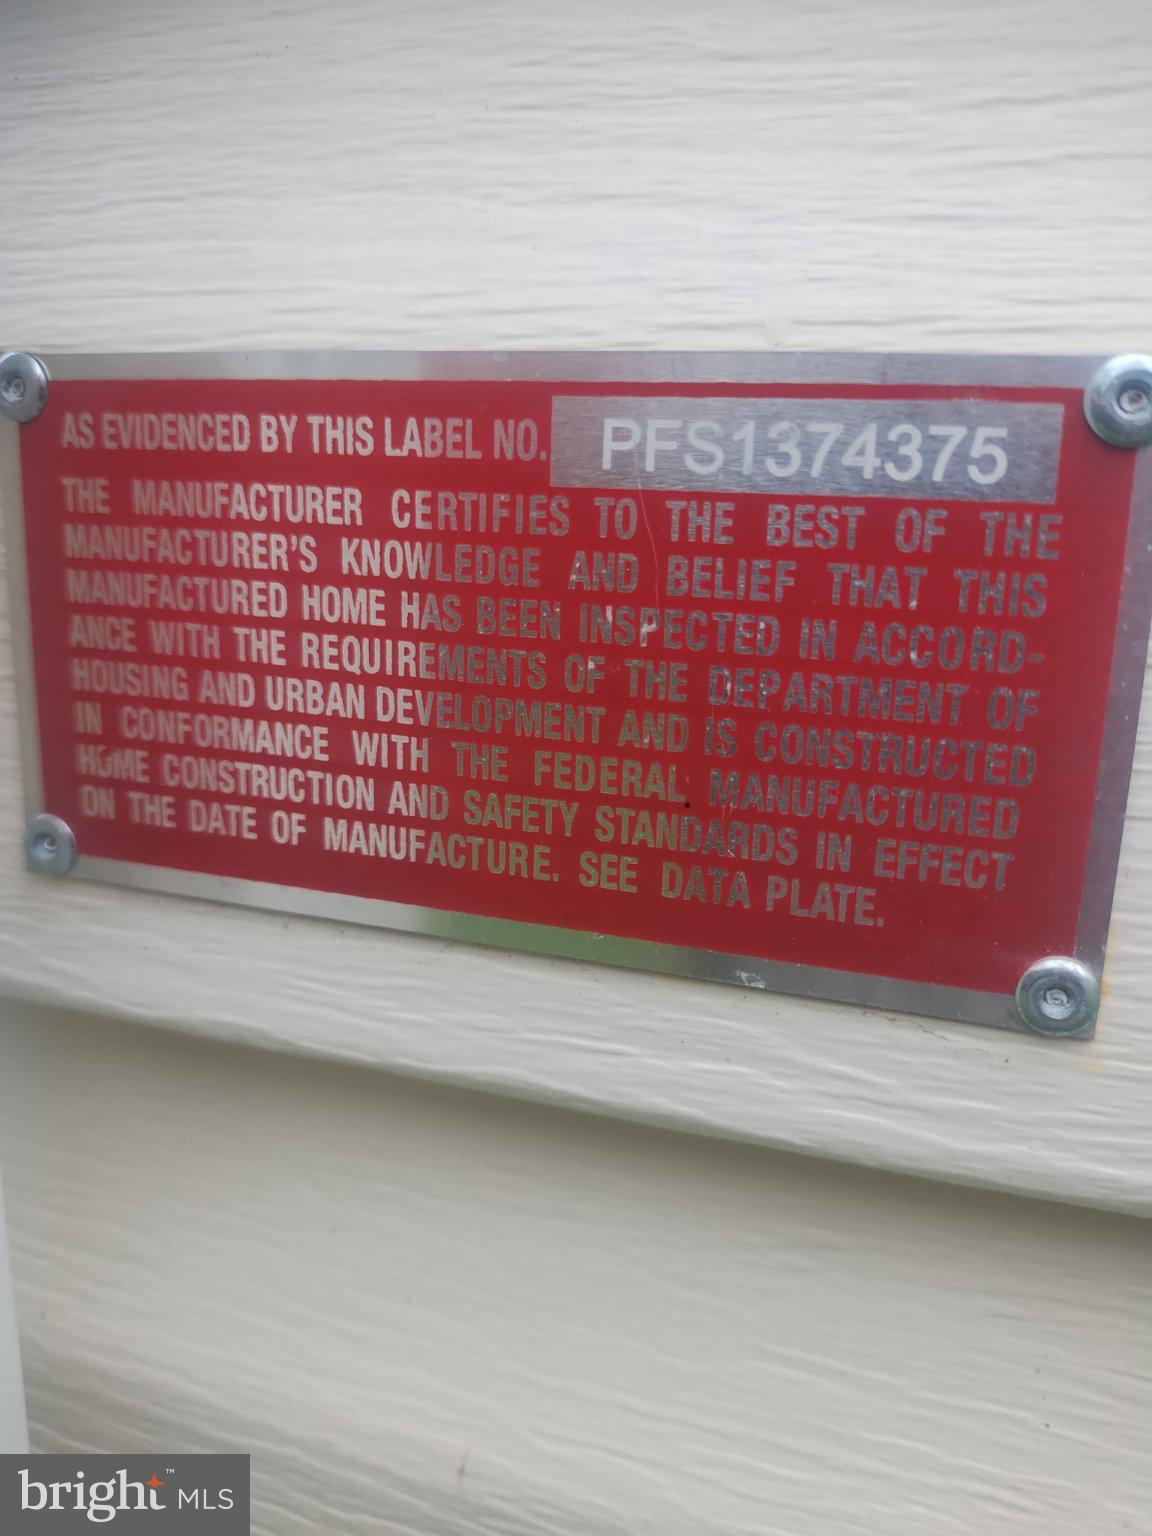 AS EVIDENCED BY THIS LABEL NO. PFS1374375
THE MANUFACTURER CERTIFIES TO THE BEST OF THE
MANUFACTURER'S KNOWLEDGE AND BELIEF THAT THIS
MANUFACTURED HOME HAS BEEN INSPECTED IN ACCORD-
ANCE WITH THE REQUIREMENTS OF THE DEPARTMENT OF
HOUSING AND URBAN DEVELOPMENT AND IS CONSTRUCTED
IN CONFORMANCE WITH THE FEDERAL MANUFACTURED
HOME CONSTRUCTION AND SAFETY STANDARDS IN EFFECT
ON THE DATE OF MANUFACTURE. SEE DATA PLATE.
bright™ MLS